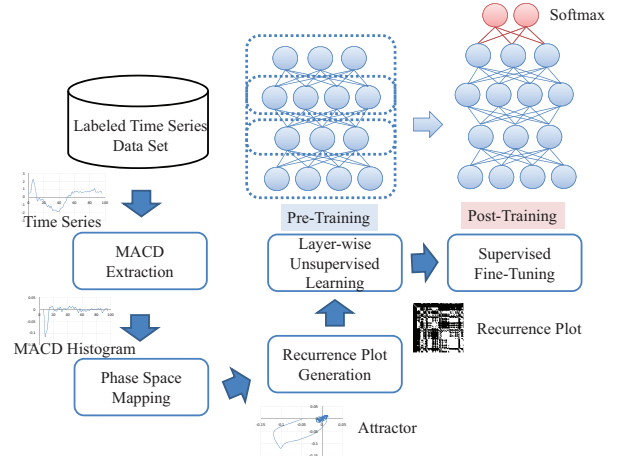 Softmax
Labeled Time Series
Data Set
Time Series
Pre-Training
Post-Training
MACD
Extraction
Layer-wise
Unsupervised
Learning
Supervised
Fine-Tuning
MACD Histogram
Recurrence Plot
Phase Space
Mapping
Recurrence Plot
Generation
Attractor